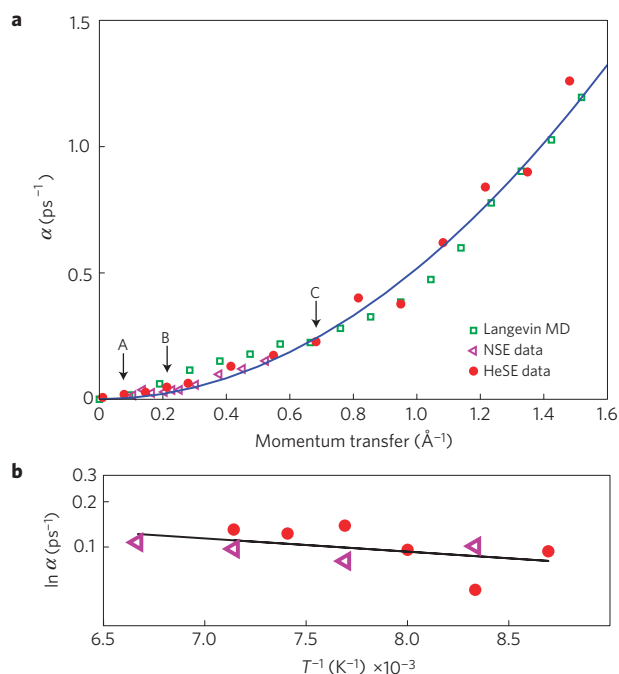 a
1.5
1.0
0.5
0
α (ps⁻¹)
A
B
C
Langevin MD
NSE data
HeSE data
0 0.2 0.4 0.6 0.8 1.0 1.2 1.4 1.6
Momentum transfer (Å⁻¹)
b
0.3
0.2
0.1
ln α (ps⁻¹)
6.5 7.0 7.5 8.0 8.5
T⁻¹ (K⁻¹) ×10⁻³